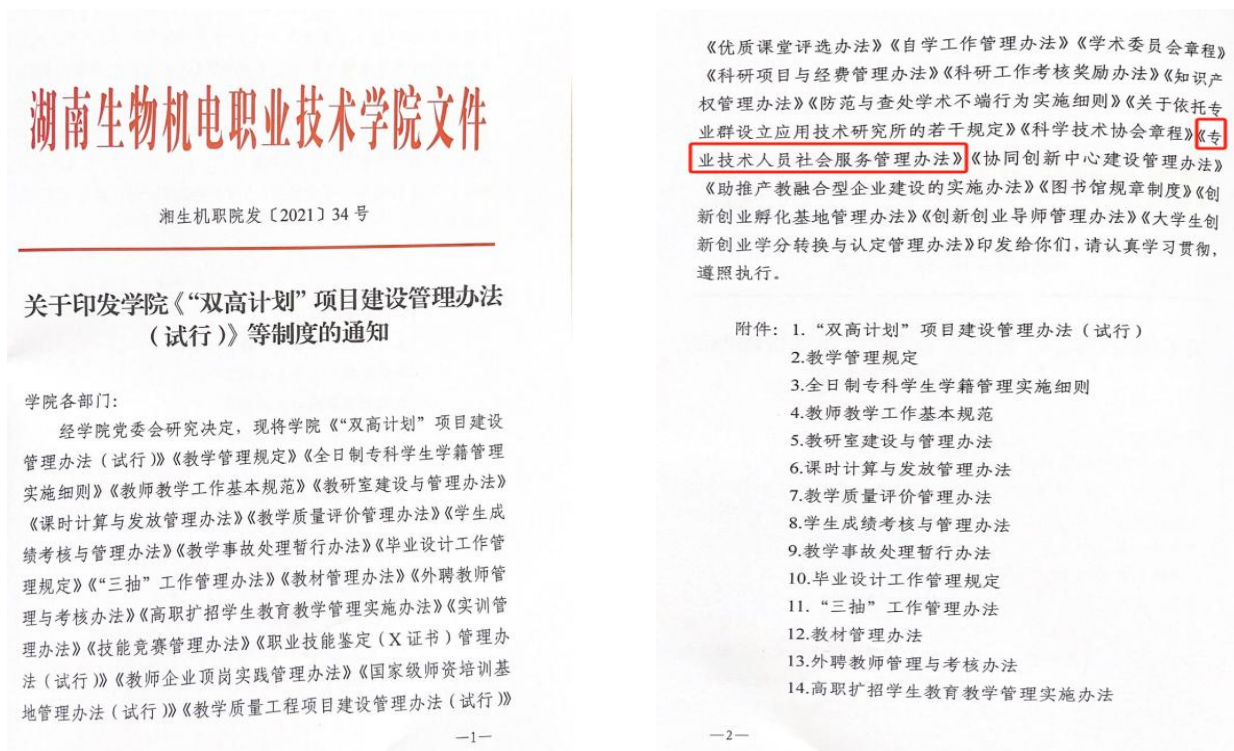 湖南生物机电职业技术学院文件
湘生机职院发〔2021〕34号
关于印发学院《“双高计划”项目建设管理办法
（试行）》等制度的通知
学院各部门：
经学院党委会研究决定，现将学院《“双高计划”项目建设
管理办法（试行）》《教学管理规定》《全日制专科学生学籍管理
实施细则》《教师教学工作基本规范》《教研室建设与管理办法》
《课时计算与发放管理办法》《教学质量评价管理办法》《学生成
绩考核与管理办法》《教学事故处理暂行办法》《毕业设计工作管
理规定》《“三抽”工作管理办法》《教材管理办法》《外聘教师管
理与考核办法》《高职扩招学生教育教学管理实施办法》《实训管
理办法》《技能竞赛管理办法》《职业技能鉴定（X证书）管理办
法（试行）》《教师企业顶岗实践管理办法》《国家级师资培训基
地管理办法（试行）》《教学质量工程项目建设管理办法（试行）》
—1—
《优质课堂评选办法》《自学工作管理办法》《学术委员会章程》
《科研项目与经费管理办法》《科研工作考核奖励办法》《知识产
权管理办法》《防范与查处学术不端行为实施细则》《关于依托专
业群设立应用技术研究所的若干规定》《科学技术协会章程》《专
业技术人员社会服务管理办法》《协同创新中心建设管理办法》
《助推产教融合型企业建设的实施办法》《图书馆规章制度》《创
新创业孵化基地管理办法》《创新创业导师管理办法》《大学生创
新创业学分转换与认定管理办法》印发给你们，请认真学习贯彻，
遵照执行。
附件：1.“双高计划”项目建设管理办法（试行）
2.教学管理规定
3.全日制专科学生学籍管理实施细则
4.教师教学工作基本规范
5.教研室建设与管理办法
6.课时计算与发放管理办法
7.教学质量评价管理办法
8.学生成绩考核与管理办法
9.教学事故处理暂行办法
10.毕业设计工作管理规定
11.“三抽”工作管理办法
12.教材管理办法
13.外聘教师管理与考核办法
14.高职扩招学生教育教学管理实施办法
—2—